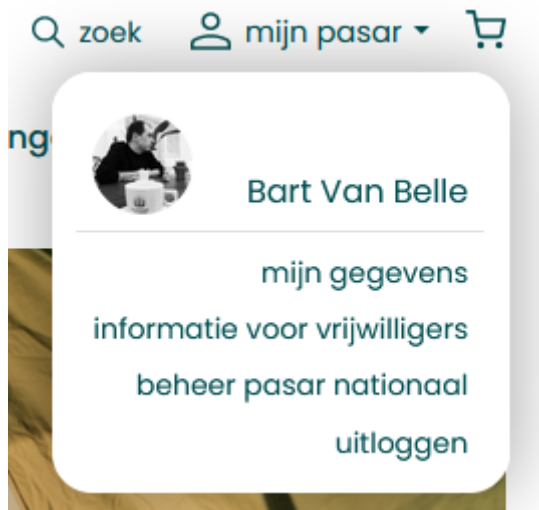 zoek
mijn pasar
Bart Van Belle
mijn gegevens
informatie voor vrijwilligers
beheer pasar nationaal
uitloggen